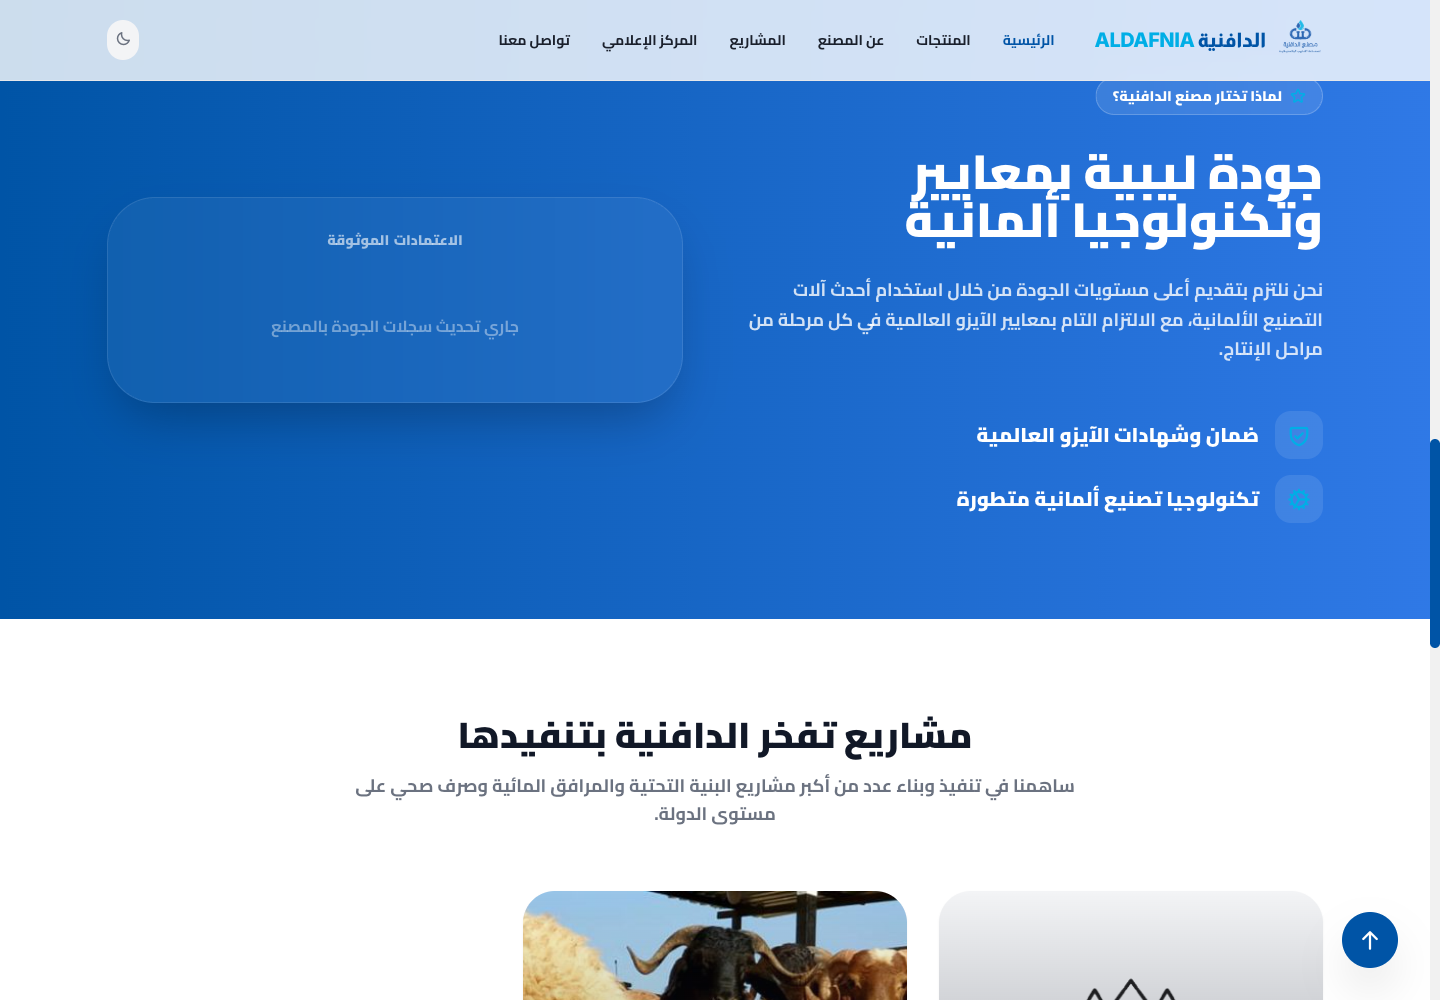 الدافنية ALDAFNIA
الرئيسية
المنتجات
عن المصنع
المشاريع
المركز الإعلامي
تواصل معنا
لماذا تختار مصنع الدافنية؟
جودة ليبية بمعايير
وتكنولوجيا ألمانية
نحن نلتزم بتقديم أعلى مستويات الجودة من خلال استخدام أحدث آلات
التصنيع الألمانية، مع الالتزام التام بمعايير الآيزو العالمية في كل مرحلة من
مراحل الإنتاج.
ضمان وشهادات الآيزو العالمية
تكنولوجيا تصنيع ألمانية متطورة
الاعتمادات الموثوقة
جاري تحديث سجلات الجودة بالمصنع
مشاريع تفخر الدافنية بتنفيدها
ساهمنا في تنفيذ وبناء عدد من أكبر مشاريع البنية التحتية والمرافق المائية وصرف صحي على
مستوى الدولة.